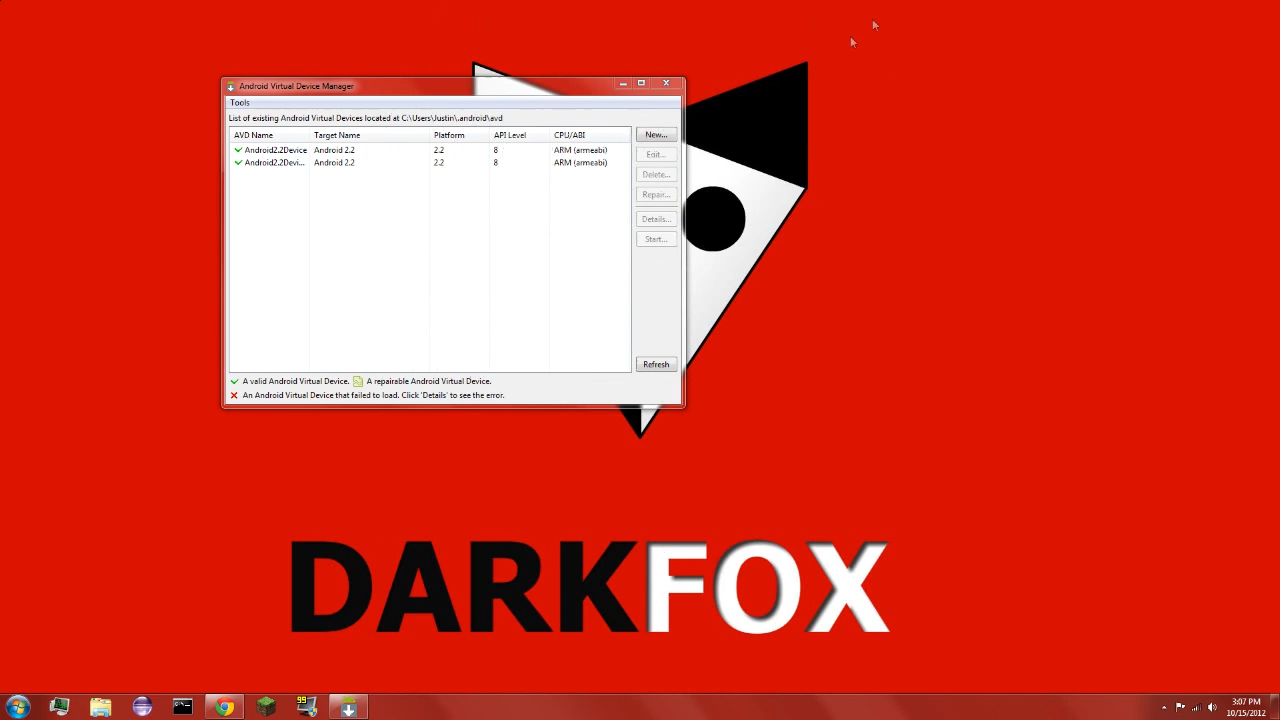 Android Virtual Device Manager
Tools
List of existing Android Virtual Devices located at C:\Users\Justin\.android\avd
AVD Name Target Name Platform API Level CPU/ABI
Android2.2Device Android 2.2 2.2 8 ARM (armeabi)
Android2.2Devi... Android 2.2 2.2 8 ARM (armeabi)
New...
Edit...
Delete...
Repair...
Details...
Start...
Refresh
A valid Android Virtual Device. A repairable Android Virtual Device.
An Android Virtual Device that failed to load. Click 'Details' to see the error.
DARKFOX
99
3:07 PM
10/15/2012